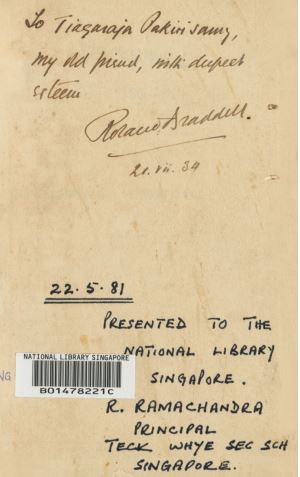 To Tiagaraja Pakirisamy,
my old friend, with deepest
esteem
Roland Braddell.
21. vii. 34
22.5.81
PRESENTED TO THE
NATIONAL LIBRARY
SINGAPORE.
R. RAMACHANDRA
PRINCIPAL
TECK WHYE SEC SCH
SINGAPORE.
NATIONAL LIBRARY SINGAPORE
B01478221C
NG